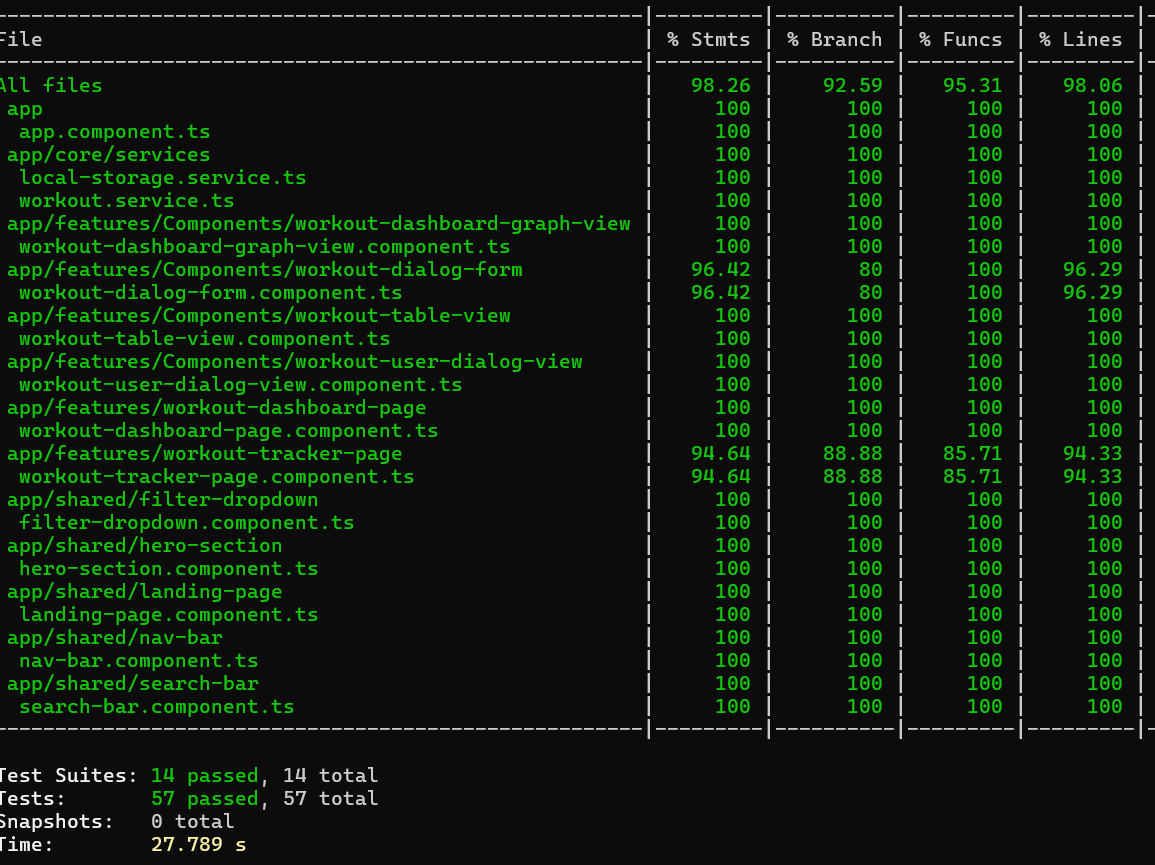 File | % Stmts | % Branch | % Funcs | % Lines |
All files | 98.26 | 92.59 | 95.31 | 98.06 |
app | 100 | 100 | 100 | 100 |
app.component.ts | 100 | 100 | 100 | 100 |
app/core/services | 100 | 100 | 100 | 100 |
local-storage.service.ts | 100 | 100 | 100 | 100 |
workout.service.ts | 100 | 100 | 100 | 100 |
app/features/Components/workout-dashboard-graph-view | 100 | 100 | 100 | 100 |
workout-dashboard-graph-view.component.ts | 100 | 100 | 100 | 100 |
app/features/Components/workout-dialog-form | 96.42 | 80 | 100 | 96.29 |
workout-dialog-form.component.ts | 96.42 | 80 | 100 | 96.29 |
app/features/Components/workout-table-view | 100 | 100 | 100 | 100 |
workout-table-view.component.ts | 100 | 100 | 100 | 100 |
app/features/Components/workout-user-dialog-view | 100 | 100 | 100 | 100 |
workout-user-dialog-view.component.ts | 100 | 100 | 100 | 100 |
app/features/workout-dashboard-page | 100 | 100 | 100 | 100 |
workout-dashboard-page.component.ts | 100 | 100 | 100 | 100 |
app/features/workout-tracker-page | 94.64 | 88.88 | 85.71 | 94.33 |
workout-tracker-page.component.ts | 94.64 | 88.88 | 85.71 | 94.33 |
app/shared/filter-dropdown | 100 | 100 | 100 | 100 |
filter-dropdown.component.ts | 100 | 100 | 100 | 100 |
app/shared/hero-section | 100 | 100 | 100 | 100 |
hero-section.component.ts | 100 | 100 | 100 | 100 |
app/shared/landing-page | 100 | 100 | 100 | 100 |
landing-page.component.ts | 100 | 100 | 100 | 100 |
app/shared/nav-bar | 100 | 100 | 100 | 100 |
nav-bar.component.ts | 100 | 100 | 100 | 100 |
app/shared/search-bar | 100 | 100 | 100 | 100 |
search-bar.component.ts | 100 | 100 | 100 | 100 |
Test Suites: 14 passed, 14 total
Tests: 57 passed, 57 total
Snapshots: 0 total
Time: 27.789 s